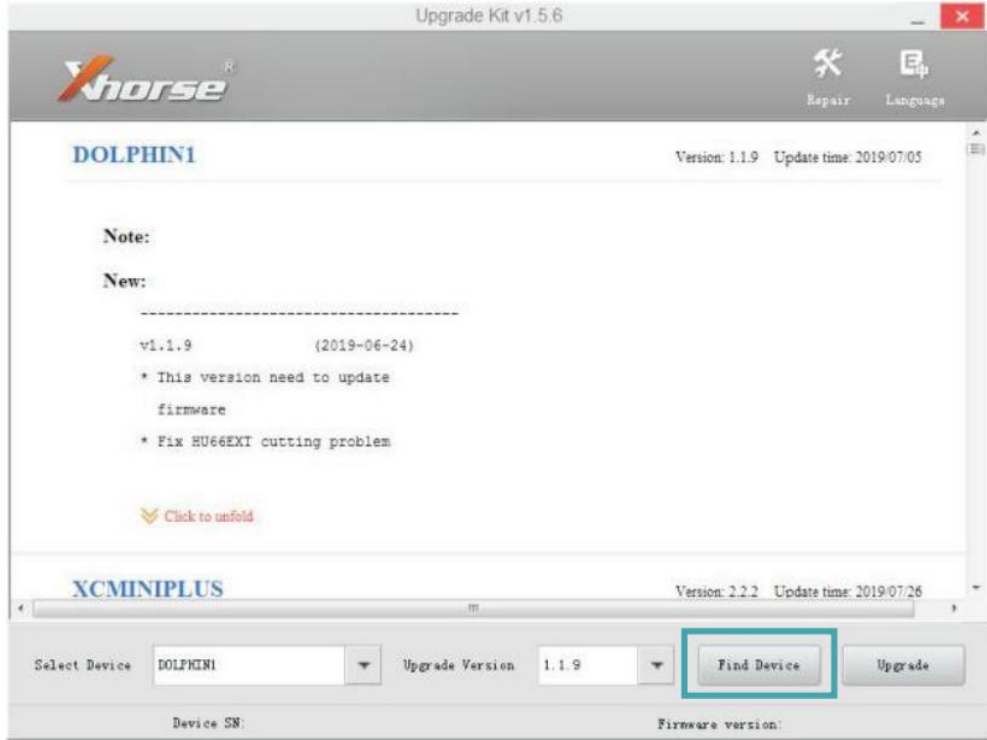 Upgrade Kit v1.5.6
Xhorse®
Repair
Language
DOLPHIN1
Version: 1.1.9 Update time: 2019/07/05
Note:
New:
-------------------------------------
v1.1.9 (2019-06-24)
* This version need to update
firmware
* Fix HU66EXT cutting problem
Click to unfold
XCMINIPLUS
Version: 2.2.2 Update time: 2019/07/26
Select Device DOLPHIN1 Upgrade Version 1.1.9 Find Device Upgrade
Device SN: Firmware version: